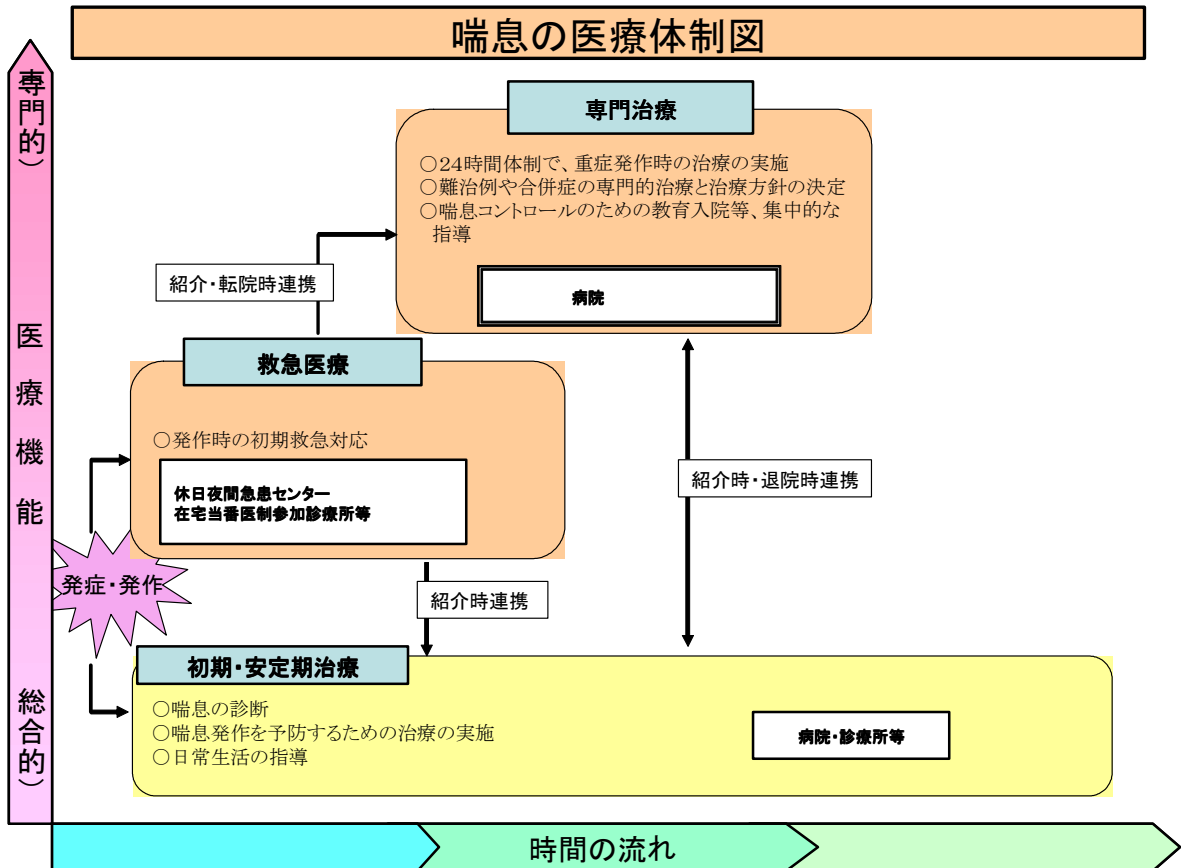 喘息の医療体制図
専門的）
医療機能
総合的）
専門治療
○24時間体制で、重症発作時の治療の実施
○難治例や合併症の専門的治療と治療方針の決定
○喘息コントロールのための教育入院等、集中的な
指導
病院
紹介・転院時連携
救急医療
○発作時の初期救急対応
休日夜間急患センター
在宅当番医制参加診療所等
紹介時・退院時連携
発症・発作
紹介時連携
初期・安定期治療
○喘息の診断
○喘息発作を予防するための治療の実施
○日常生活の指導
病院・診療所等
時間の流れ